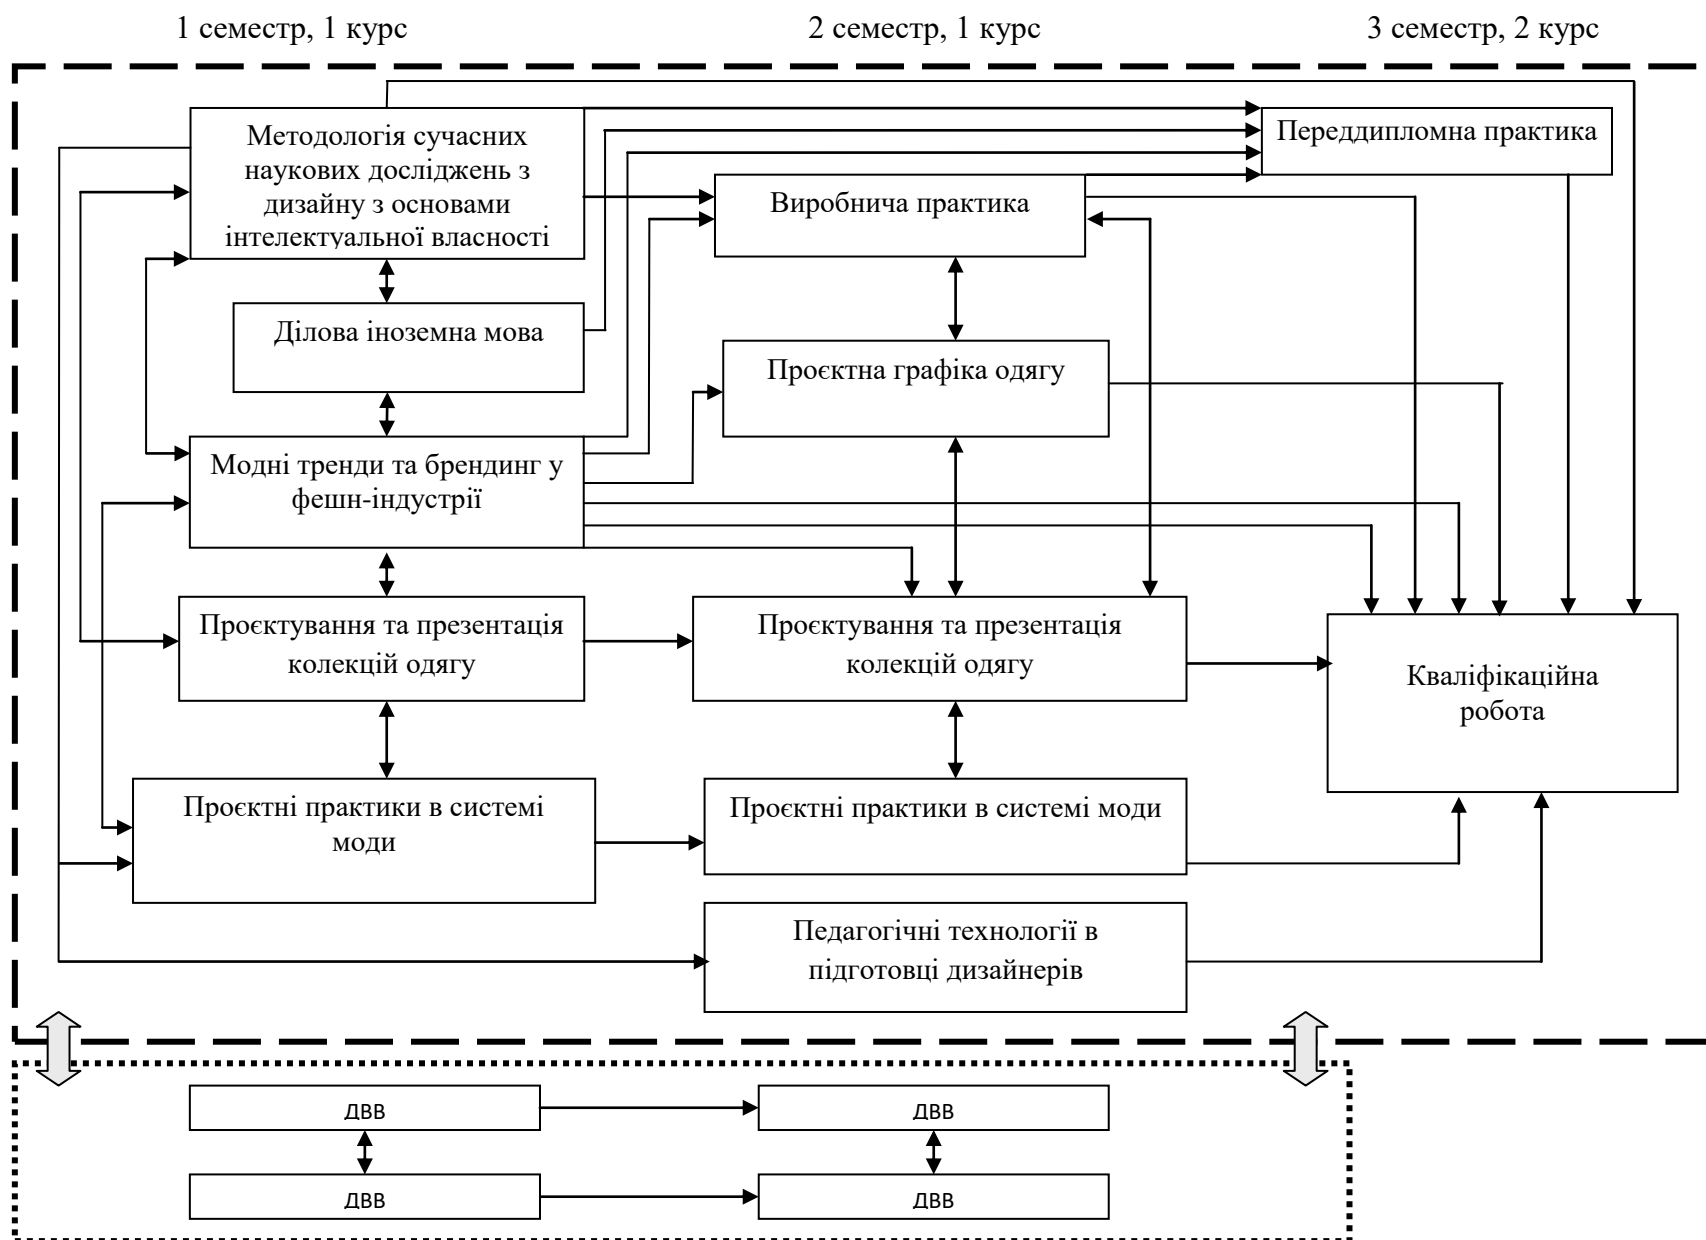 1 семестр, 1 курс
2 семестр, 1 курс
3 семестр, 2 курс
Методологія сучасних
наукових досліджень з
дизайну з основами
інтелектуальної власності
Переддипломна практика
Виробнича практика
Ділова іноземна мова
Проєктна графіка одягу
Модні тренди та брендинг у
фешн-індустрії
Проєктування та презентація
колекцій одягу
Проєктування та презентація
колекцій одягу
Кваліфікаційна
робота
Проєктні практики в системі
моди
Проєктні практики в системі моди
Педагогічні технології в
підготовці дизайнерів
ДВВ
ДВВ
ДВВ
ДВВ